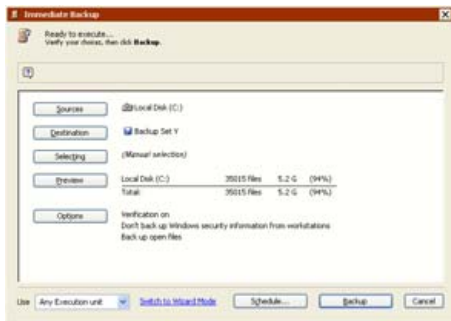 Immediate Backup
Ready to execute...
Verify your choices, then click Backup.
Sources
Local Disk (C:)
Destination
Backup Set Y
Selecting
(Manual selection)
Preview
Local Disk (C:) 35015 files 5.2 G (94%)
Total: 35015 files 5.2 G (94%)
Options
Verification on
Don't back up Windows security information from workstations
Back up open files
Use Any Execution unit Switch to Wizard Mode Schedule... Backup Cancel